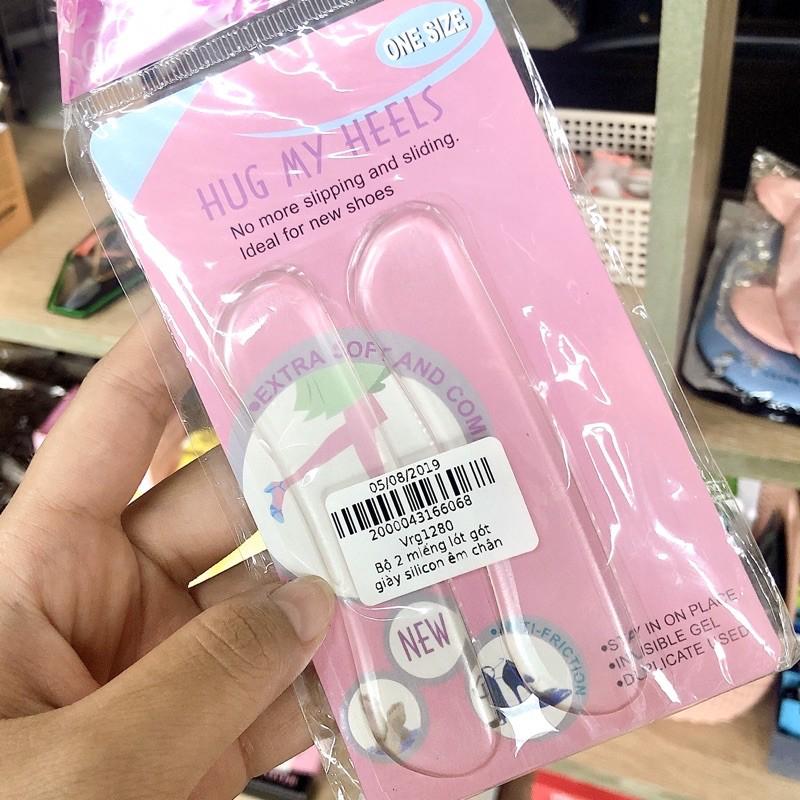 ONE SIZE
HUG MY HEELS
No more slipping and sliding.
Ideal for new shoes
•EXTRA SOFT AND COM
05/08/2019
2000043166068
Vrg1280
Bộ 2 miếng lót gót
giày silicon êm chân
NEW
ANTI-FRICTION
•STAY IN ON PLACE
•INVISIBLE GEL
•DUPLICATE USED